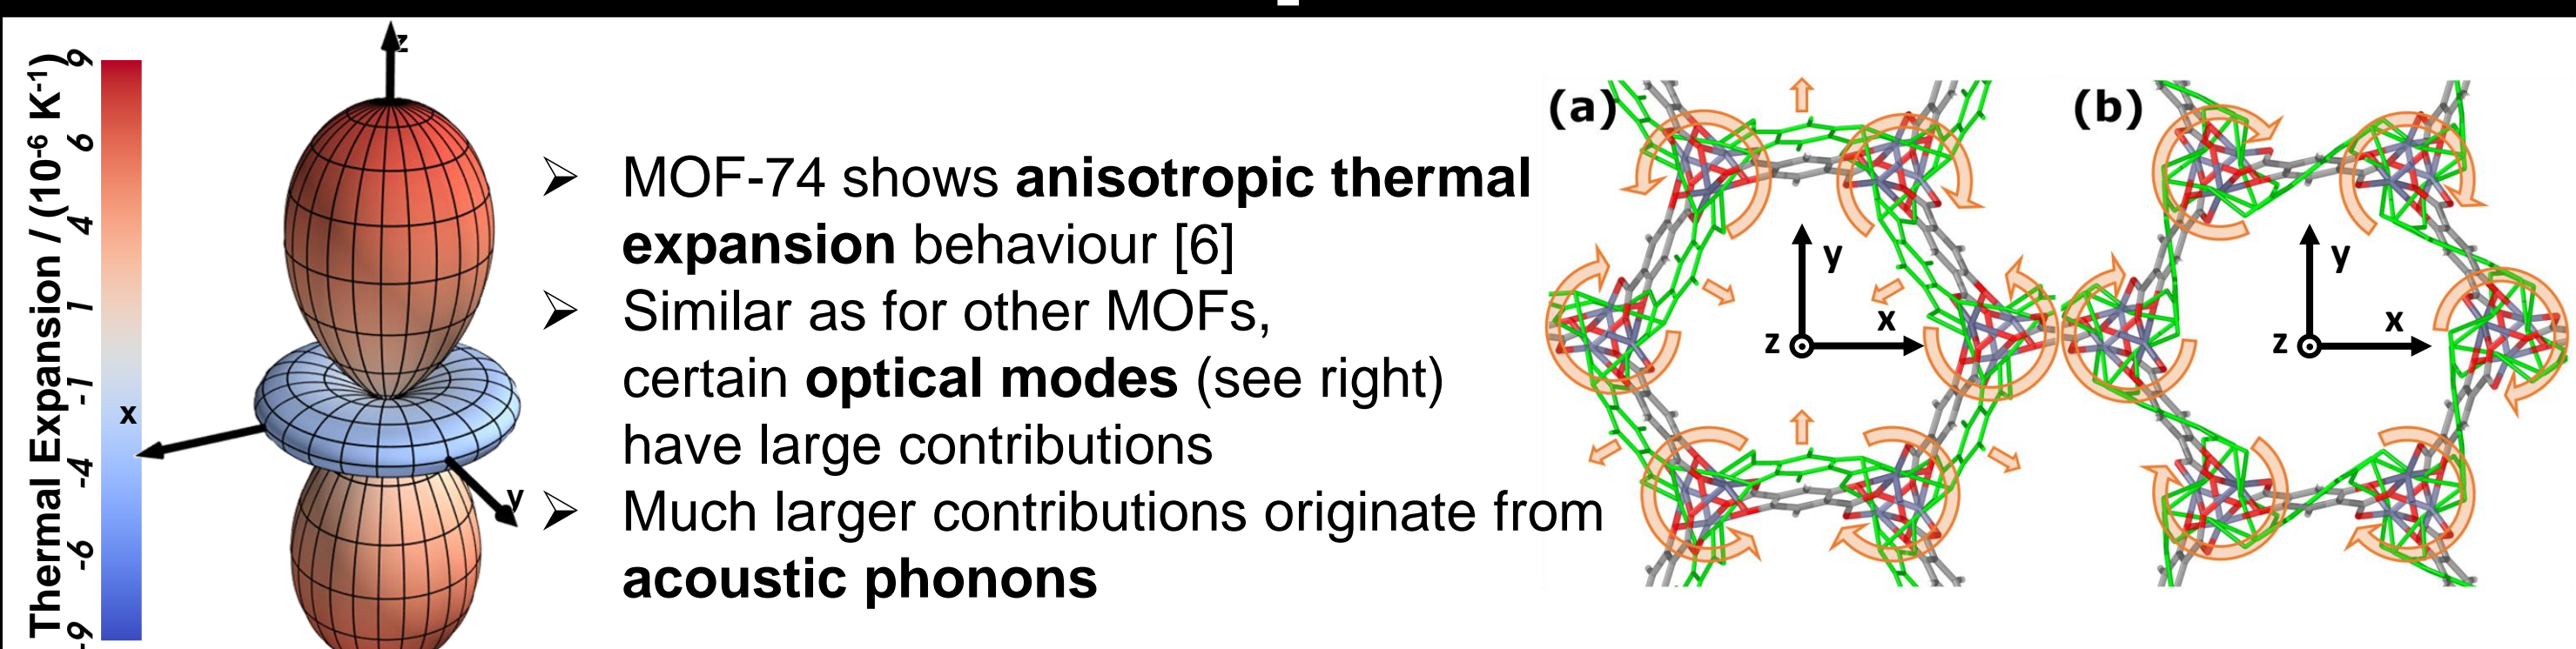 Thermal Expansion / (10⁻⁶ K⁻¹)
9
6
4
1
-1
-4
-6
-9
z
x
y
➢ MOF-74 shows anisotropic thermal
expansion behaviour [6]
➢ Similar as for other MOFs,
certain optical modes (see right)
have large contributions
➢ Much larger contributions originate from
acoustic phonons
(a)
y
x
z
(b)
y
x
z